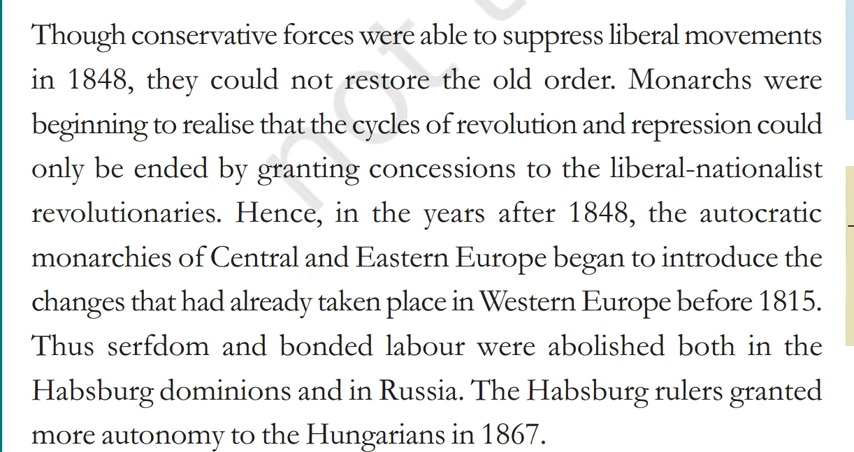 Though conservative forces were able to suppress liberal movements
in 1848, they could not restore the old order. Monarchs were
beginning to realise that the cycles of revolution and repression could
only be ended by granting concessions to the liberal-nationalist
revolutionaries. Hence, in the years after 1848, the autocratic
monarchies of Central and Eastern Europe began to introduce the
changes that had already taken place in Western Europe before 1815.
Thus serfdom and bonded labour were abolished both in the
Habsburg dominions and in Russia. The Habsburg rulers granted
more autonomy to the Hungarians in 1867.
not t